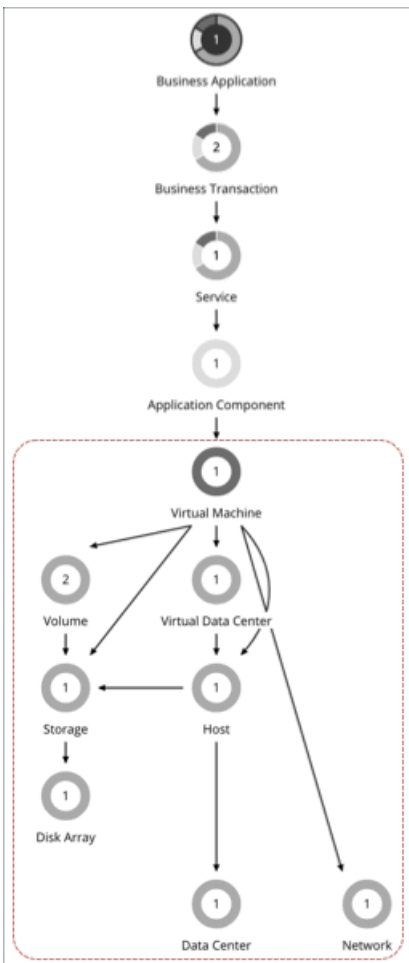 1
Business Application
2
Business Transaction
1
Service
1
Application Component
1
Virtual Machine
2
Volume
1
Virtual Data Center
1
Storage
1
Host
1
Disk Array
1
Data Center
1
Network